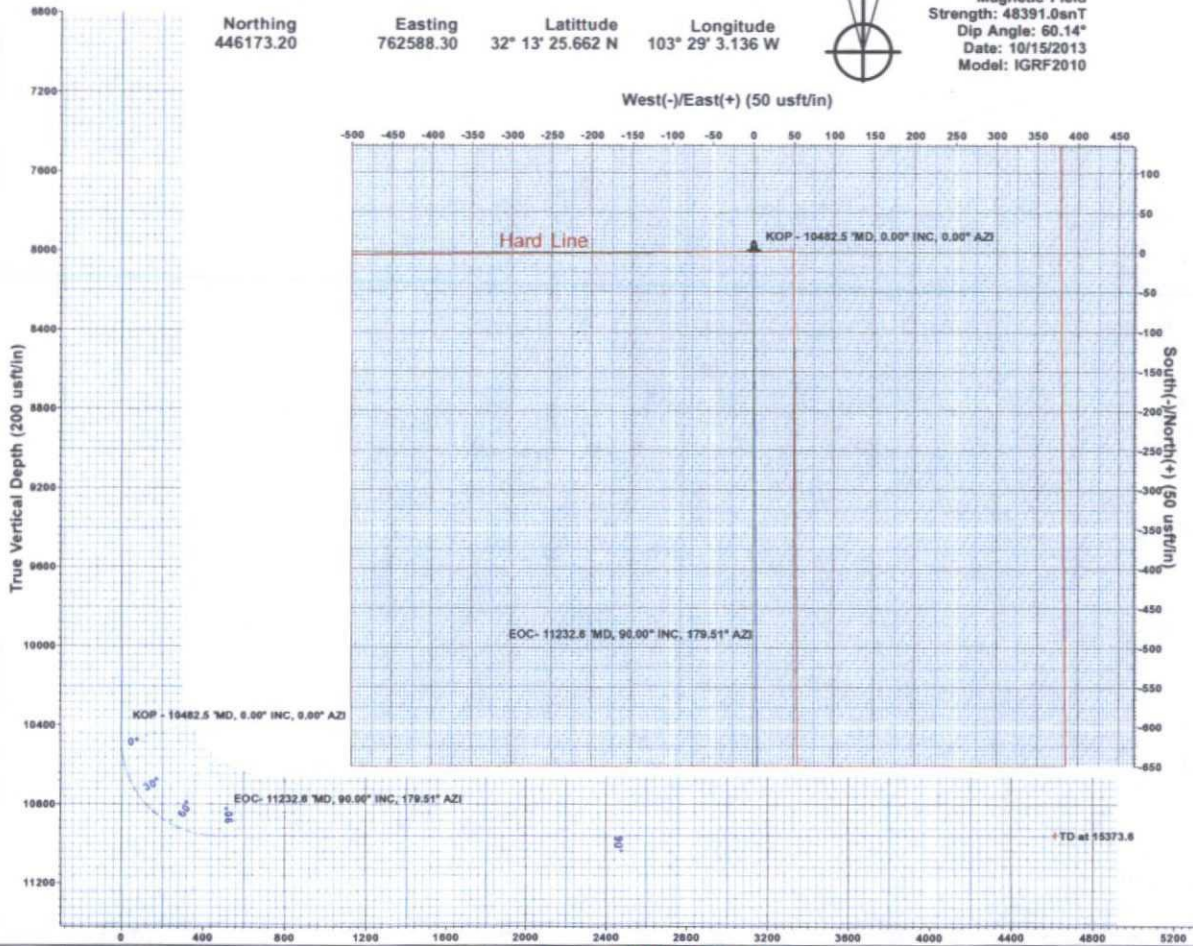 Magnetic Field
Strength: 48391.0snT
Dip Angle: 60.14°
Date: 10/15/2013
Model: IGRF2010
Northing Easting Latittude Longitude
446173.20 762588.30 32° 13' 25.662 N 103° 29' 3.136 W
West(-)/East(+) (50 usft/in)
-500 -450 -400 -350 -300 -250 -200 -150 -100 -50 0 50 100 150 200 250 300 350 400 450
100
50
0
-50
-100
-150
-200
-250
-300
-350
-400
-450
-500
-550
-600
-650
South(-)/North(+) (50 usft/in)
Hard Line
KOP - 10482.5 'MD, 0.00° INC, 0.00° AZI
EOC- 11232.6 'MD, 90.00° INC, 179.51° AZI
True Vertical Depth (200 usft/in)
6800
7200
7600
8000
8400
8800
9200
9600
10000
10400
10800
11200
KOP - 10482.5 'MD, 0.00° INC, 0.00° AZI
0°
30°
60°
90°
EOC- 11232.6 'MD, 90.00° INC, 179.51° AZI
90°
TD at 15373.6
0 400 800 1200 1600 2000 2400 2800 3200 3600 4000 4400 4800 5200